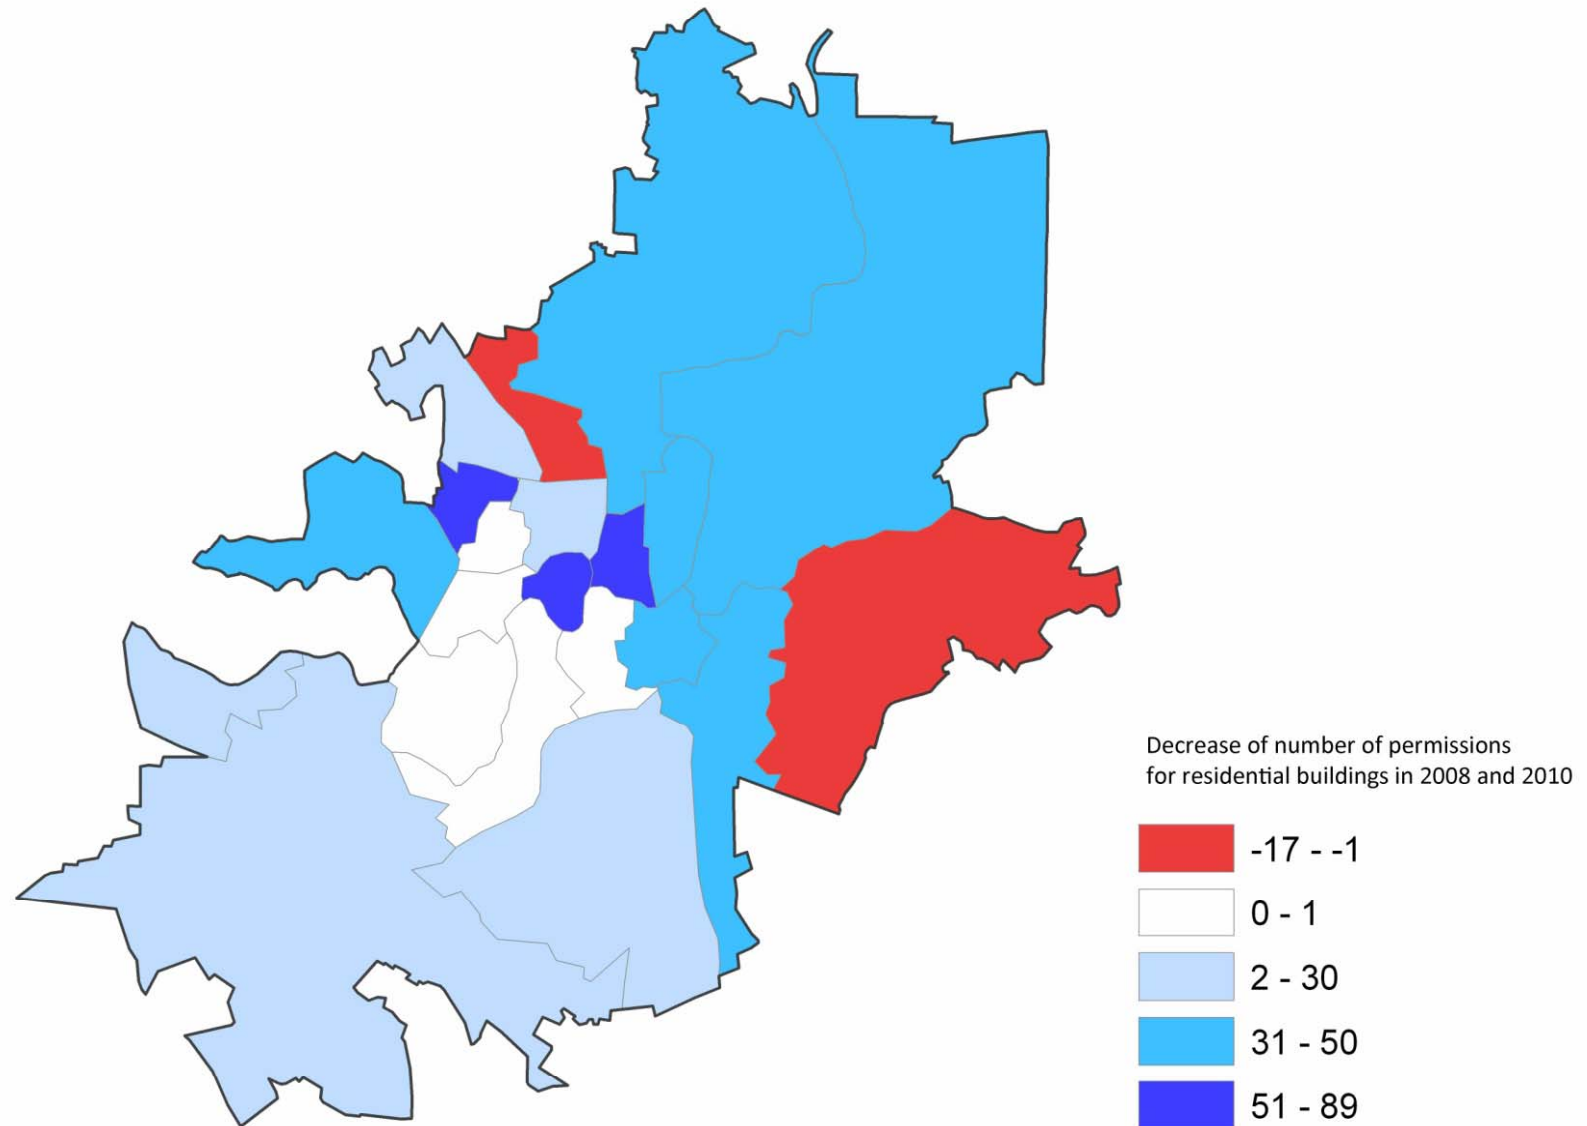 Decrease of number of permissions
for residential buildings in 2008 and 2010
-17 - -1
0 - 1
2 - 30
31 - 50
51 - 89